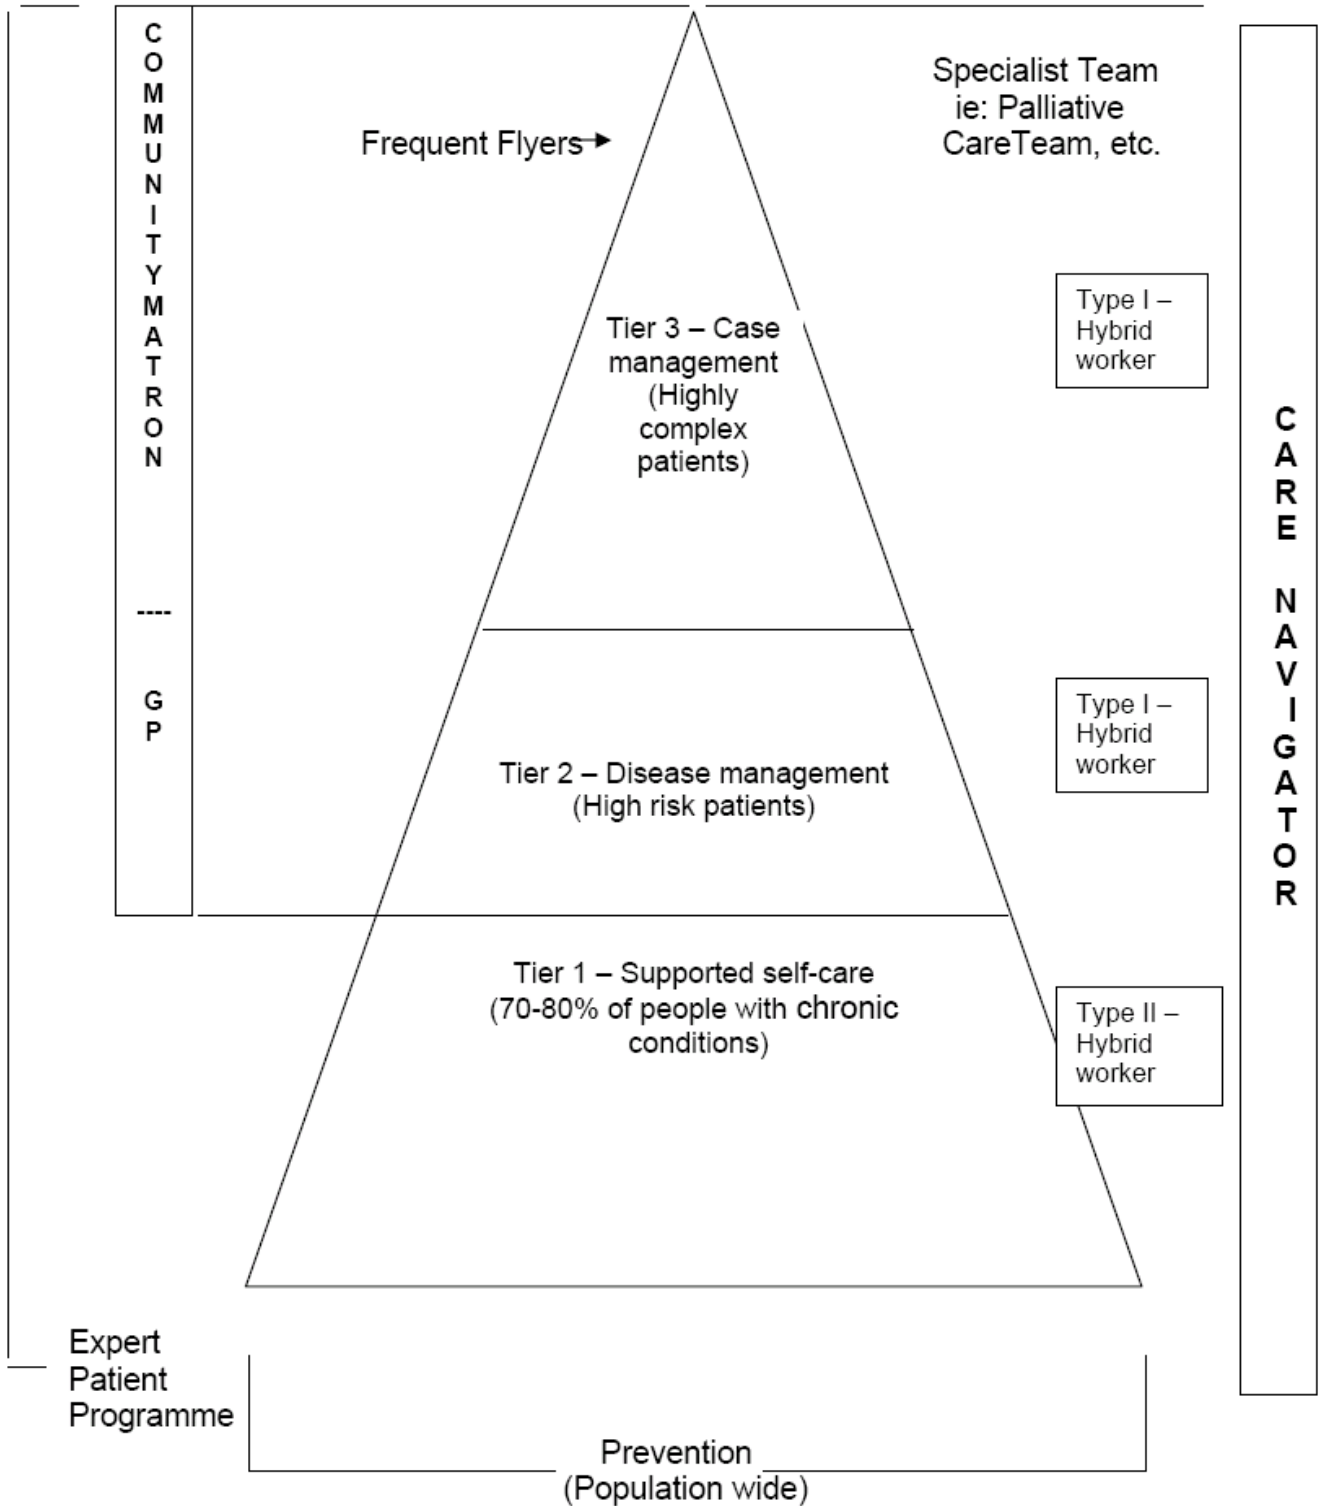 COMMUNITYMATRON
----
GP
Frequent Flyers
Specialist Team
ie: Palliative
CareTeam, etc.
Tier 3 – Case
management
(Highly
complex
patients)
Type I –
Hybrid
worker
Tier 2 – Disease management
(High risk patients)
Type I –
Hybrid
worker
Tier 1 – Supported self-care
(70-80% of people with chronic
conditions)
Type II –
Hybrid
worker
CARE NAVIGATOR
Expert
Patient
Programme
Prevention
(Population wide)